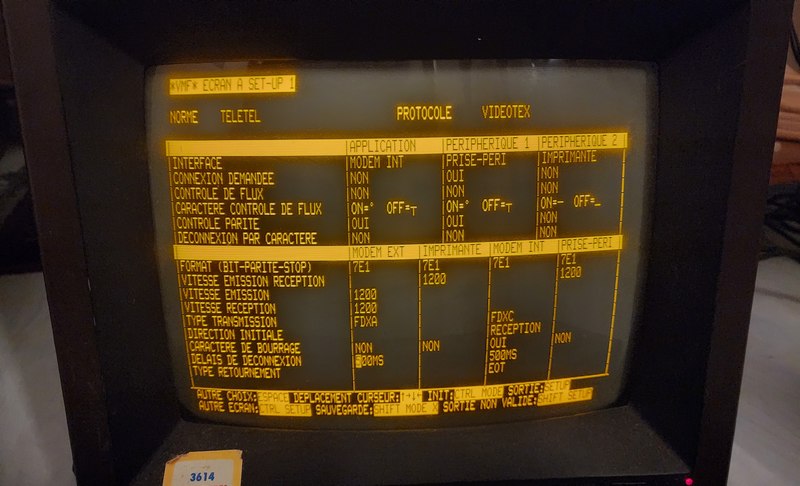 *VMF* ECRAN A SET-UP 1
NORME TELETEL PROTOCOLE VIDEOTEX
APPLICATION PERIPHERIQUE 1 PERIPHERIQUE 2
INTERFACE MODEM INT PRISE-PERI IMPRIMANTE
CONNEXION DEMANDEE NON OUI NON
CONTROLE DE FLUX NON NON NON
CARACTERE CONTROLE DE FLUX ON=° OFF=┬ ON=° OFF=┬ ON=─ OFF=_
CONTROLE PARITE OUI OUI NON
DECONNEXION PAR CARACTERE NON NON NON
MODEM EXT IMPRIMANTE MODEM INT PRISE-PERI
FORMAT (BIT-PARITE-STOP) 7E1 7E1 7E1 7E1
VITESSE EMISSION RECEPTION 1200 1200
VITESSE EMISSION 1200
VITESSE RECEPTION 1200
TYPE TRANSMISSION FDXA FDXC
DIRECTION INITIALE RECEPTION
CARACTERE DE BOURRAGE NON NON OUI NON
DELAIS DE DECONNEXION 500MS 500MS
TYPE RETOURNEMENT EOT
AUTRE CHOIX:ESPACE DEPLACEMENT CURSEUR:↑→↓← INIT:CTRL MODE SORTIE:SETUP
AUTRE ECRAN:CTRL SETUP SAUVEGARDE:SHIFT MODE X SORTIE NON VALIDE:SHIFT SETUP
3614